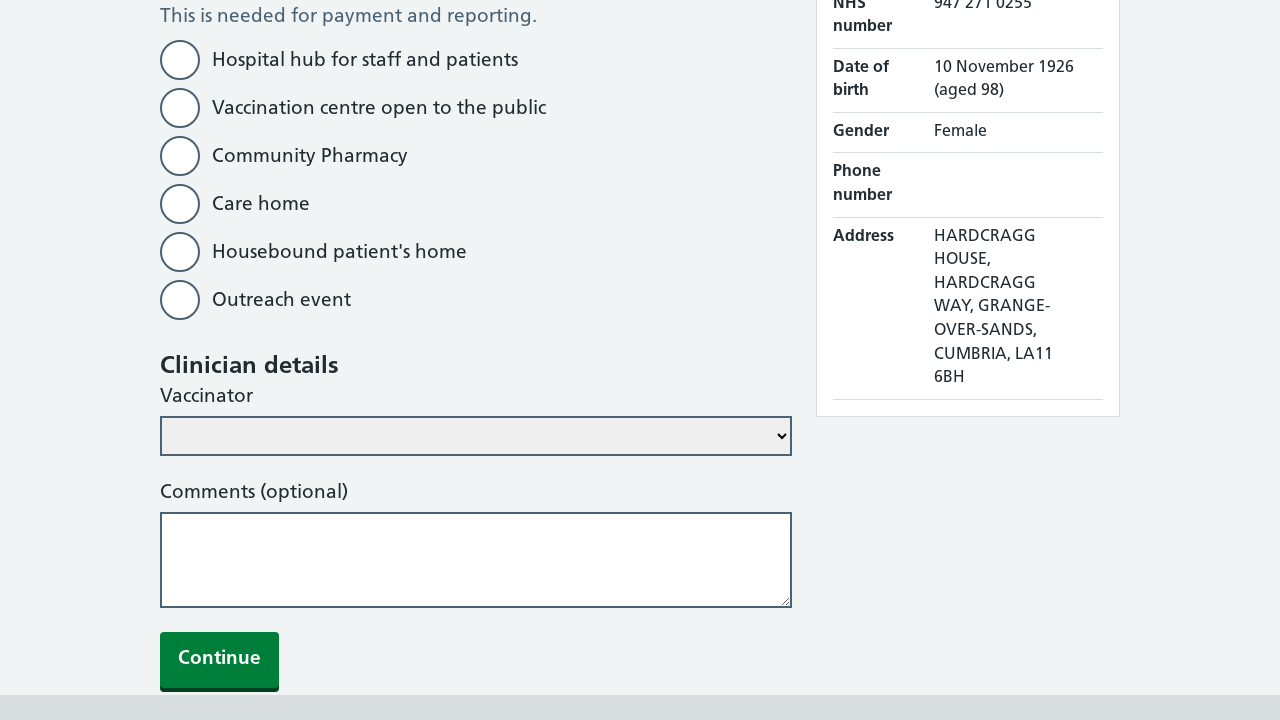 This is needed for payment and reporting.
Hospital hub for staff and patients
Vaccination centre open to the public
Community Pharmacy
Care home
Housebound patient's home
Outreach event
Clinician details
Vaccinator
Comments (optional)
Continue
NHS 947 271 0255
number
Date of 10 November 1926
birth (aged 98)
Gender Female
Phone
number
Address HARDCRAGG
HOUSE,
HARDCRAGG
WAY, GRANGE-
OVER-SANDS,
CUMBRIA, LA11
6BH